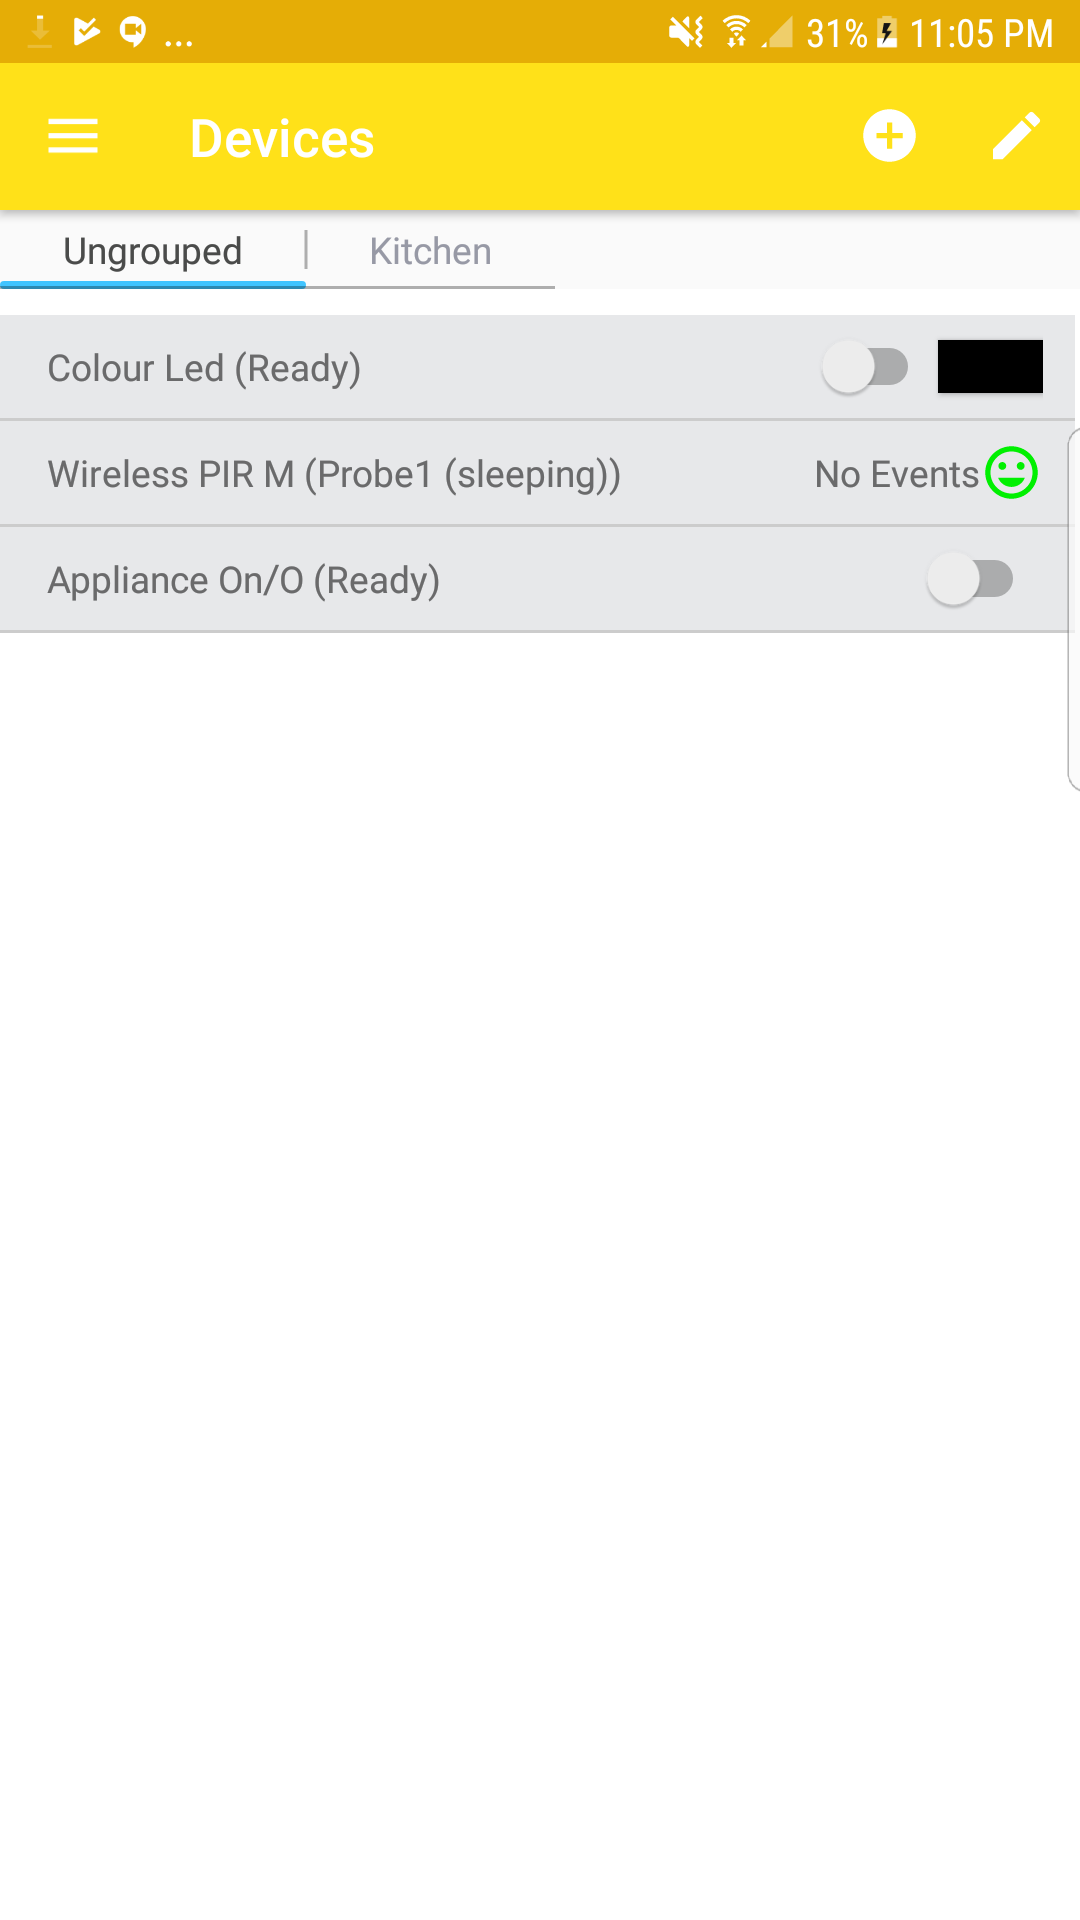 ... 31% 11:05 PM
Devices
Ungrouped | Kitchen
Colour Led (Ready)
Wireless PIR M (Probe1 (sleeping)) No Events
Appliance On/O (Ready)